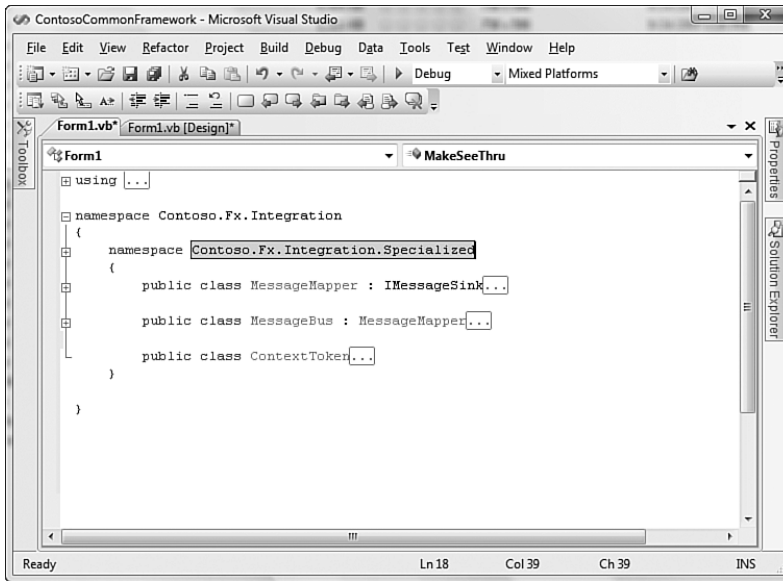 ContosoCommonFramework - Microsoft Visual Studio
File Edit View Refactor Project Build Debug Data Tools Test Window Help
Debug Mixed Platforms
Form1.vb* Form1.vb [Design]*
Toolbox
Form1 MakeSeeThru
using ...
namespace Contoso.Fx.Integration
{
namespace Contoso.Fx.Integration.Specialized
{
public class MessageMapper : IMessageSink...
public class MessageBus : MessageMapper...
public class ContextToken...
}
}
Properties
Solution Explorer
Ready Ln 18 Col 39 Ch 39 INS